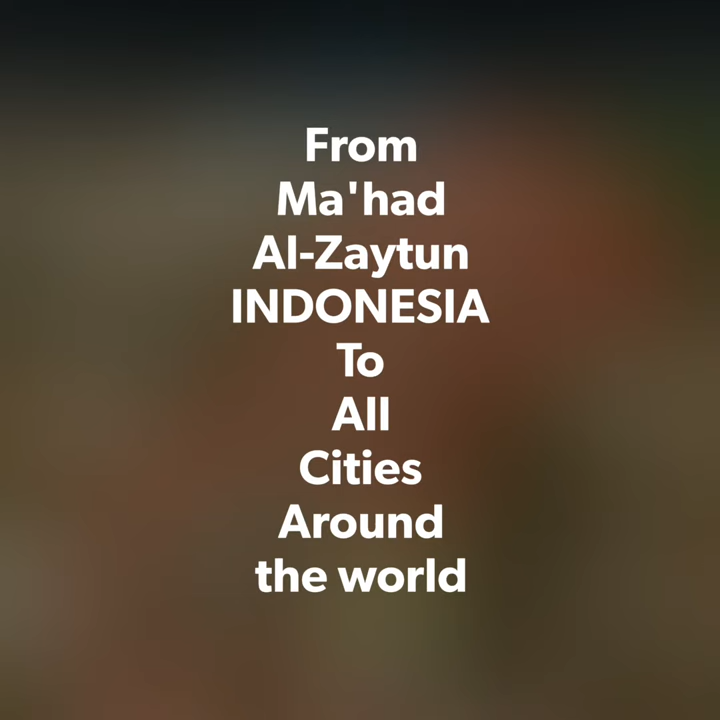 From
Ma'had
Al-Zaytun
INDONESIA
To
All
Cities
Around
the world